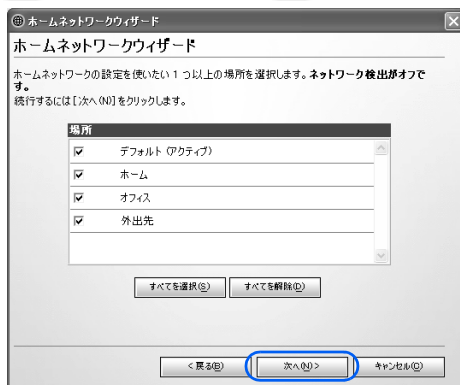 ホームネットワークウィザード
ホームネットワークウィザード
ホームネットワークの設定を使いたい 1 つ以上の場所を選択します。ネットワーク検出がオフで
す。
続行するには [次へ(N)] をクリックします。
場所
デフォルト (アクティブ)
ホーム
オフィス
外出先
すべてを選択(S)
すべてを解除(D)
< 戻る(B)
次へ(N) >
キャンセル(C)